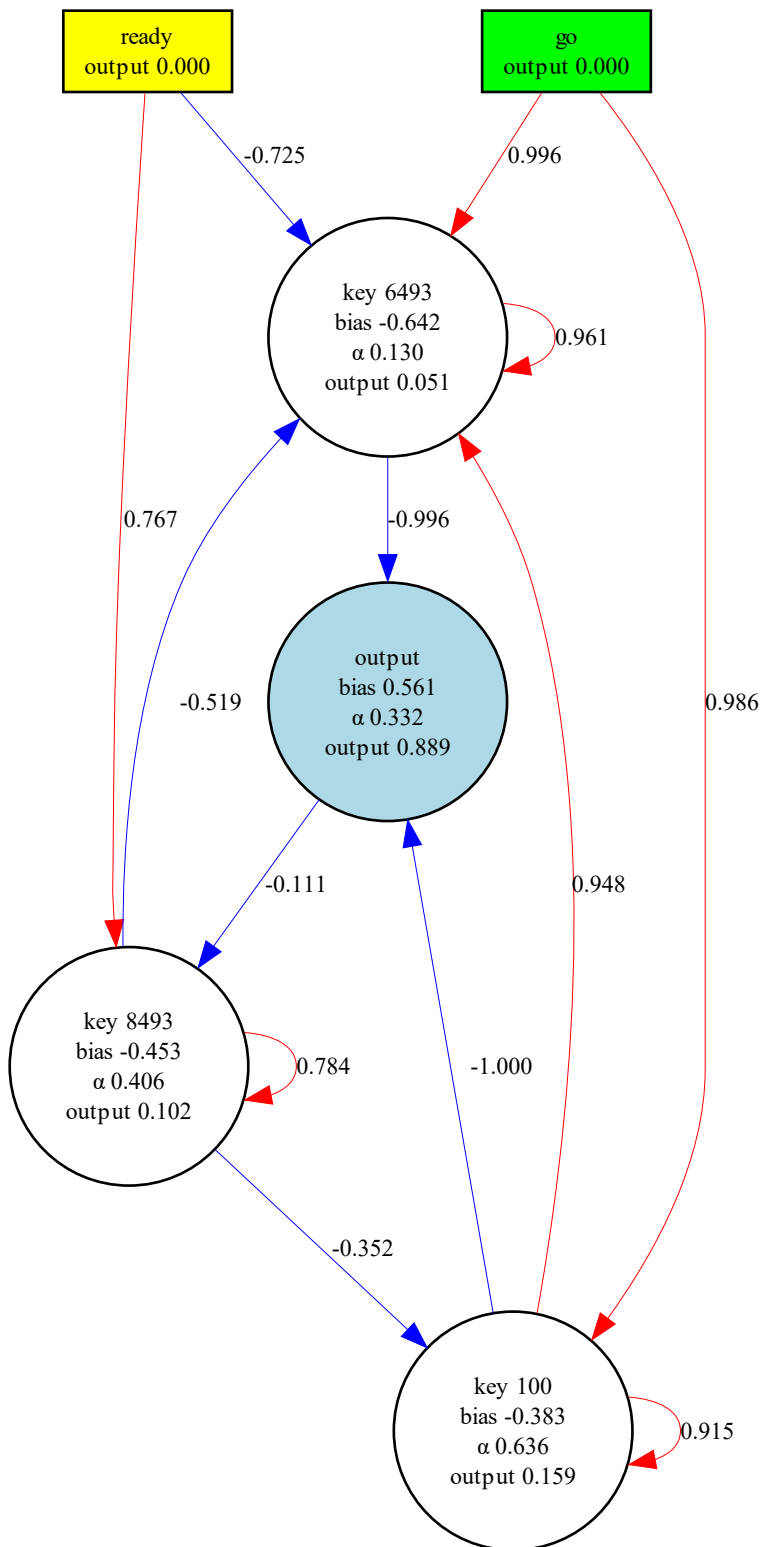 ready
output 0.000
go
output 0.000
-0.725
0.996
key 6493
bias -0.642
α 0.130
output 0.051
0.961
0.767
-0.996
-0.519
output
bias 0.561
α 0.332
output 0.889
0.986
-0.111
0.948
key 8493
bias -0.453
α 0.406
output 0.102
0.784
-1.000
-0.352
key 100
bias -0.383
α 0.636
output 0.159
0.915